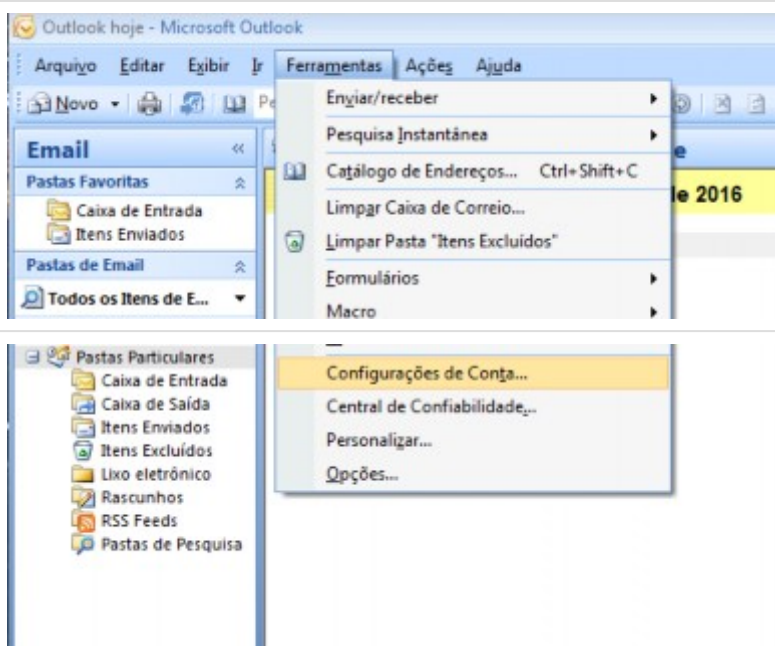 Outlook hoje - Microsoft Outlook
Arquivo Editar Exibir Ir Ferramentas Ações Ajuda
Novo
Enviar/receber
Pesquisa Instantânea
Catálogo de Endereços... Ctrl+Shift+C
Limpar Caixa de Correio...
Limpar Pasta "Itens Excluídos"
Formulários
Macro
Email
Pastas Favoritas
Caixa de Entrada
Itens Enviados
Pastas de Email
Todos os Itens de E...
2016
Pastas Particulares
Caixa de Entrada
Caixa de Saída
Itens Enviados
Itens Excluídos
Lixo eletrônico
Rascunhos
RSS Feeds
Pastas de Pesquisa
Configurações de Conta...
Central de Confiabilidade...
Personalizar...
Opções...